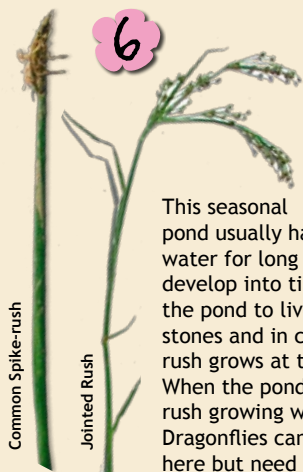 6
Common Spike-rush
Jointed Rush
This seasonal
pond usually ha
water for long
develop into ti
the pond to liv
stones and in c
rush grows at t
When the pond
rush growing w
Dragonflies can
here but need